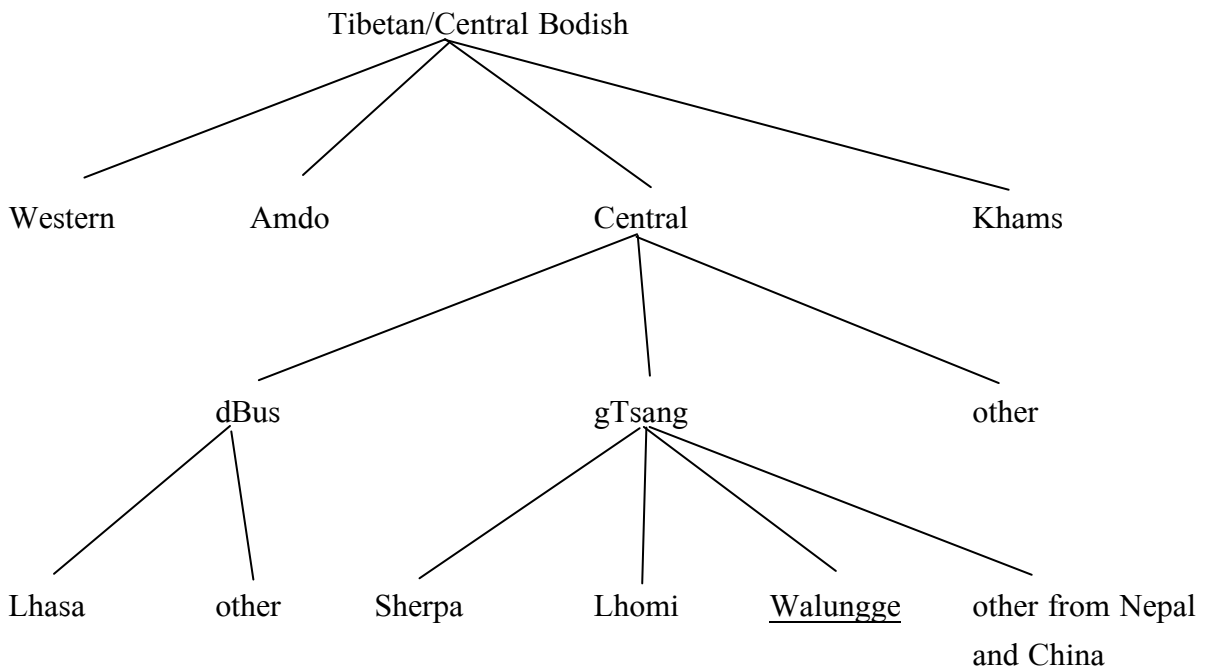 Tibetan/Central Bodish
Western Amdo Central Khams
dBus gTsang other
Lhasa other Sherpa Lhomi Walungge other from Nepal
and China